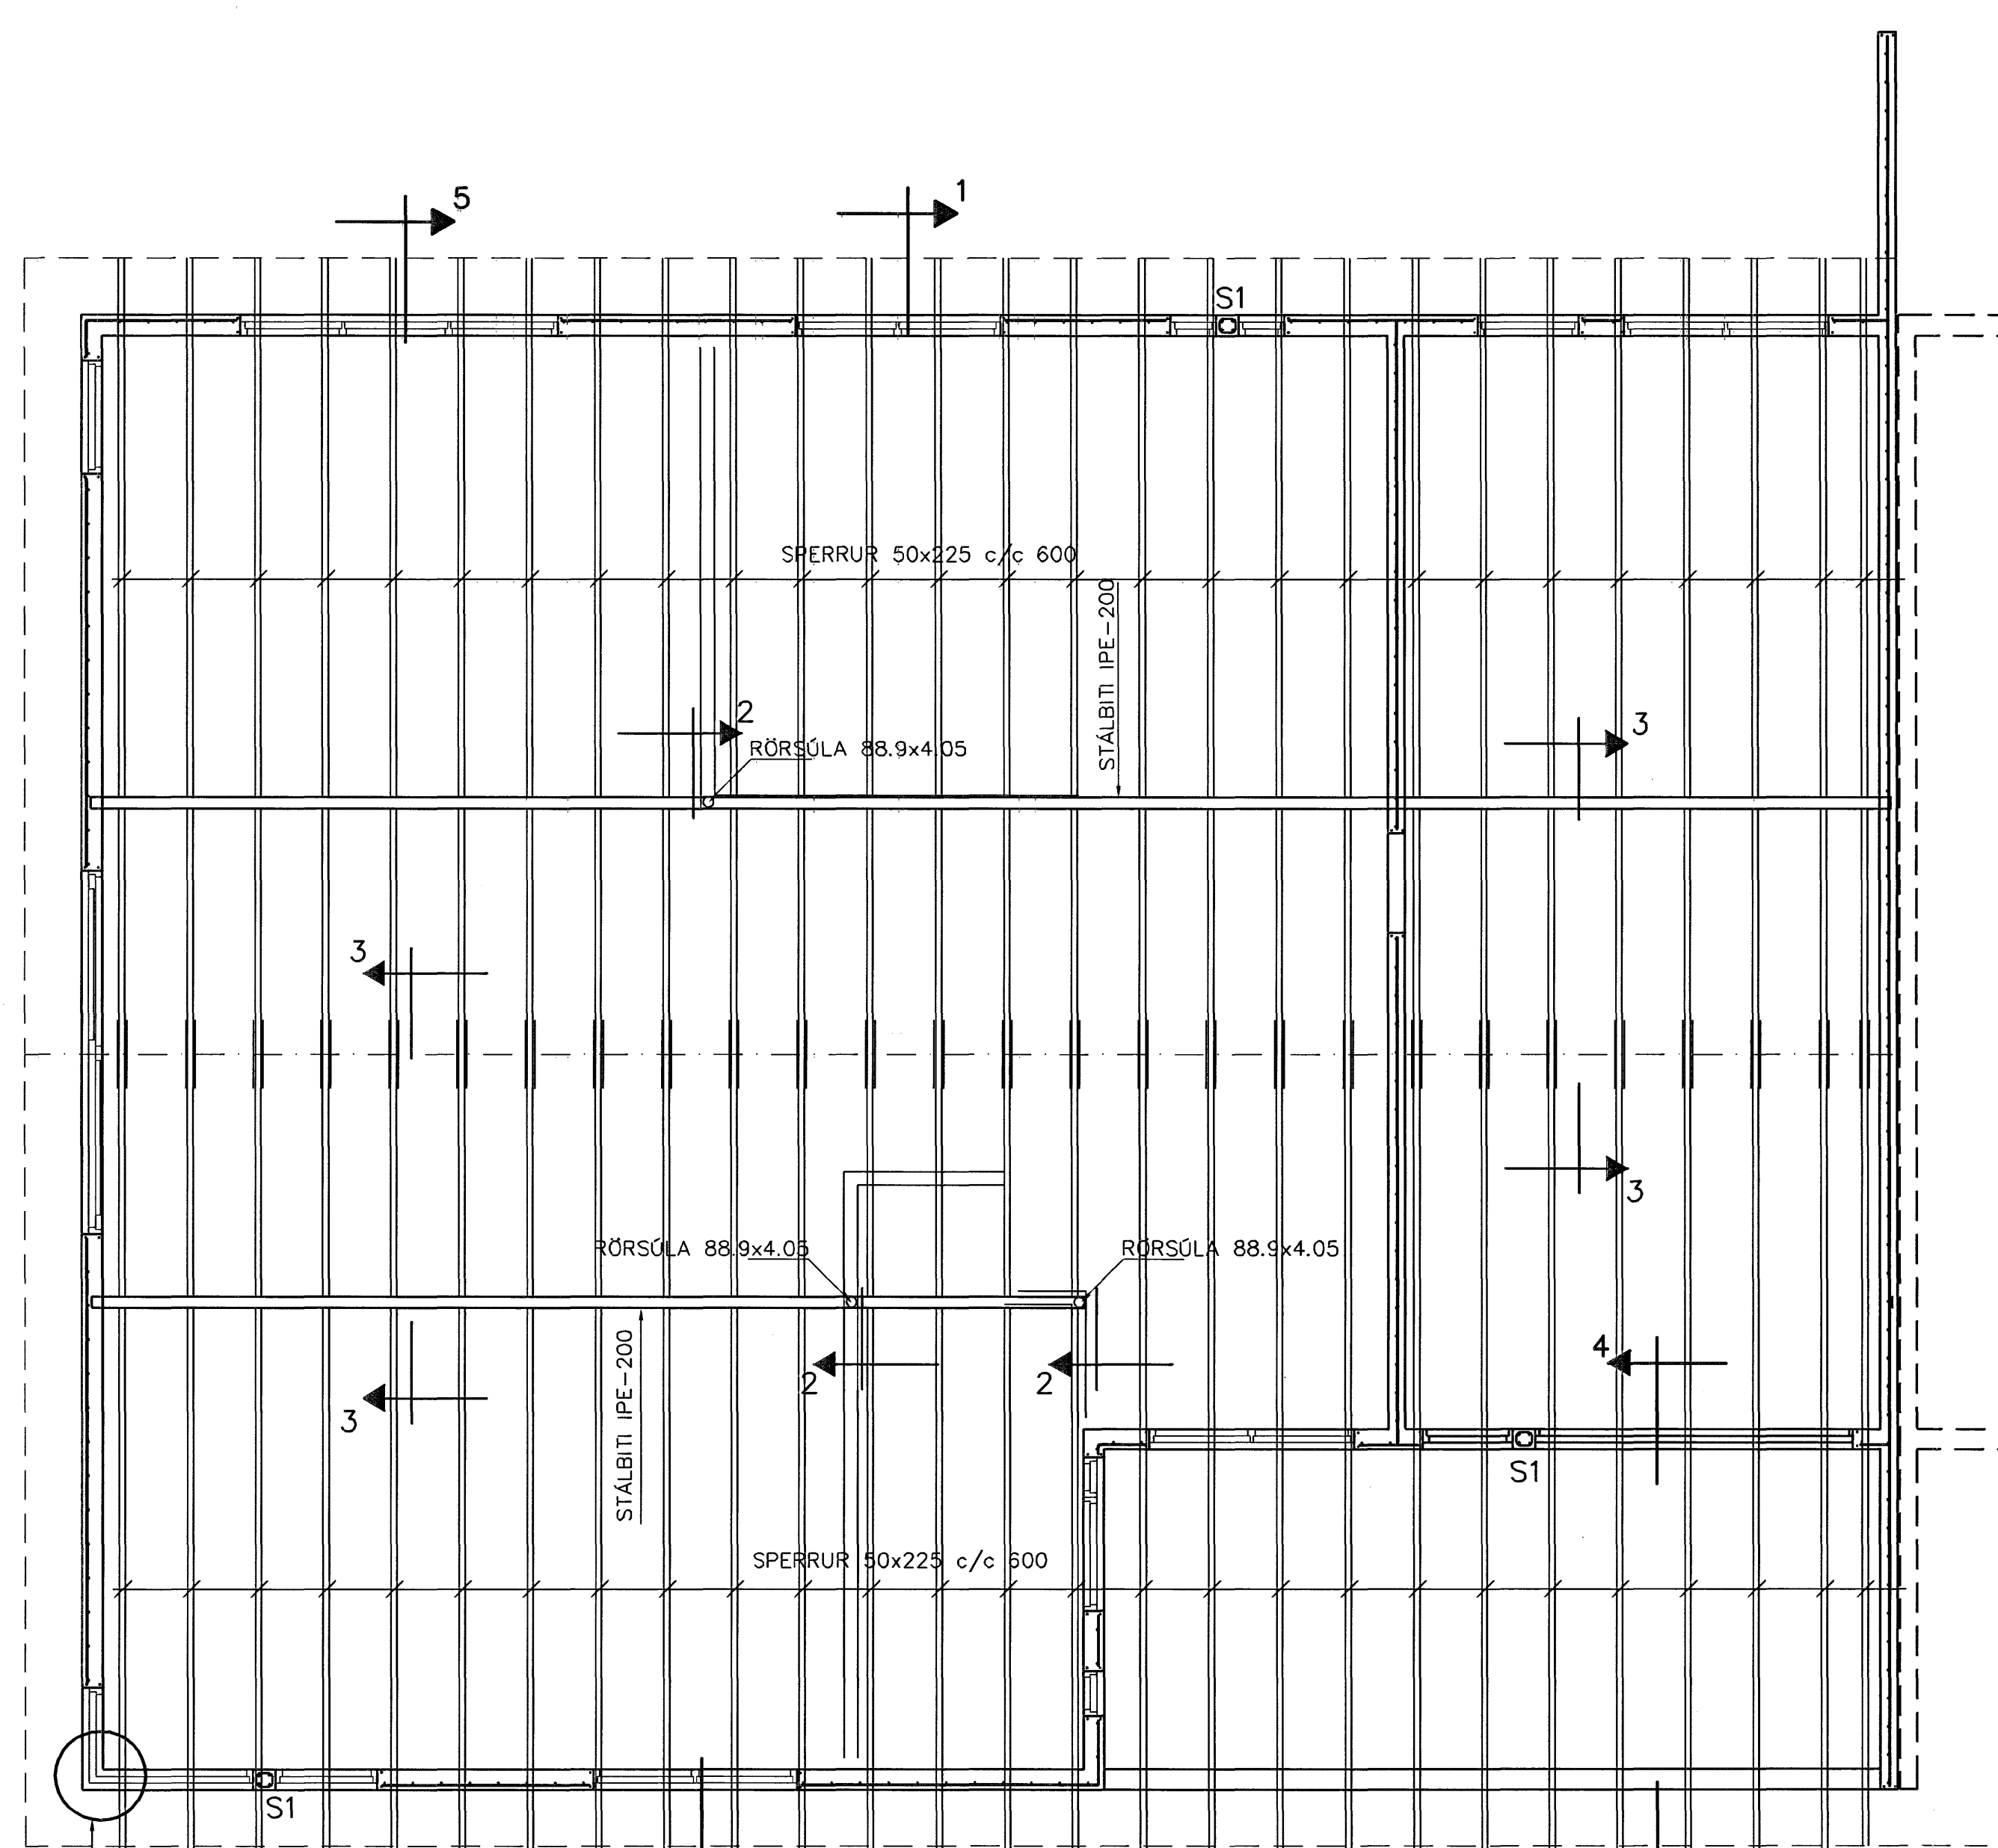 5
1
S1
SPERRUR 50x225 c/c 600
STÁLBITI IPE-200
2
3
RÖRSÚLA 88.9x4.05
3
3
RÖRSÚLA 88.9x4.05
RÖRSÚLA 88.9x4.05
STÁLBITI IPE-200
4
2
2
3
S1
SPERRUR 50x225 c/c 600
S1